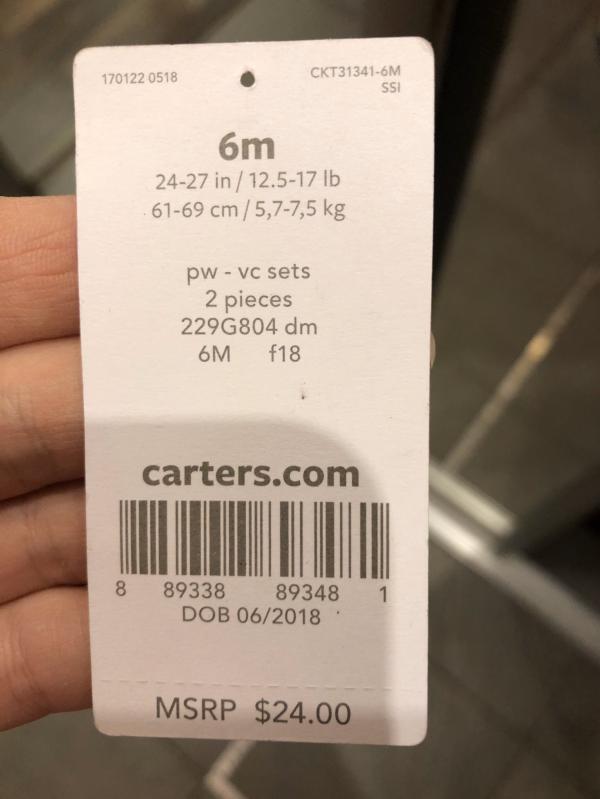 170122 0518
CKT31341-6M
SSI
6m
24-27 in / 12.5-17 lb
61-69 cm / 5,7-7,5 kg
pw - vc sets
2 pieces
229G804 dm
6M f18
carters.com
8 89338 89348 1
DOB 06/2018
MSRP $24.00